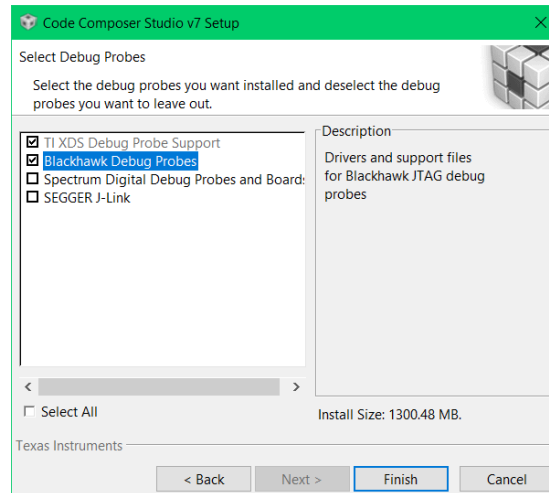 Code Composer Studio v7 Setup
Select Debug Probes
Select the debug probes you want installed and deselect the debug
probes you want to leave out.
TI XDS Debug Probe Support
Blackhawk Debug Probes
Spectrum Digital Debug Probes and Boards
SEGGER J-Link
Description
Drivers and support files
for Blackhawk JTAG debug
probes
Select All
Install Size: 1300.48 MB.
Texas Instruments
< Back
Next >
Finish
Cancel